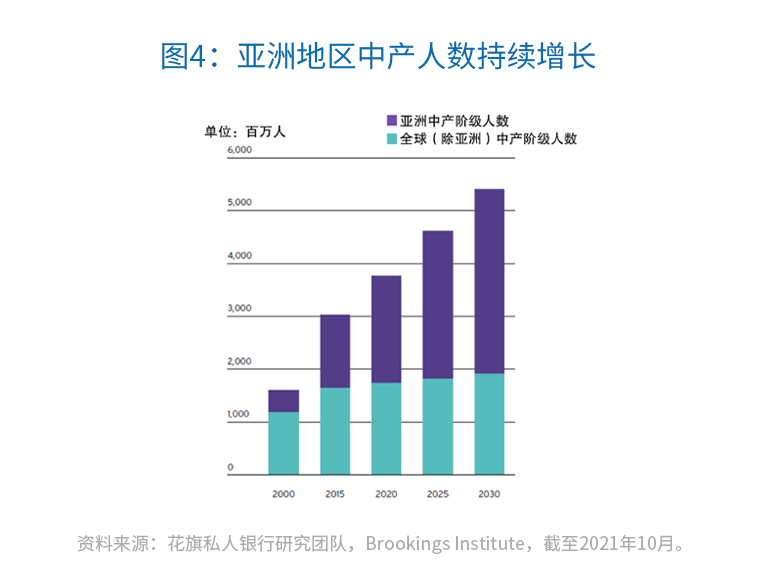 图4：亚洲地区中产人数持续增长
单位：百万人
亚洲中产阶级人数
全球（除亚洲）中产阶级人数
6,000
5,000
4,000
3,000
2,000
1,000
0
2000 2015 2020 2025 2030
资料来源：花旗私人银行研究团队，Brookings Institute，截至2021年10月。